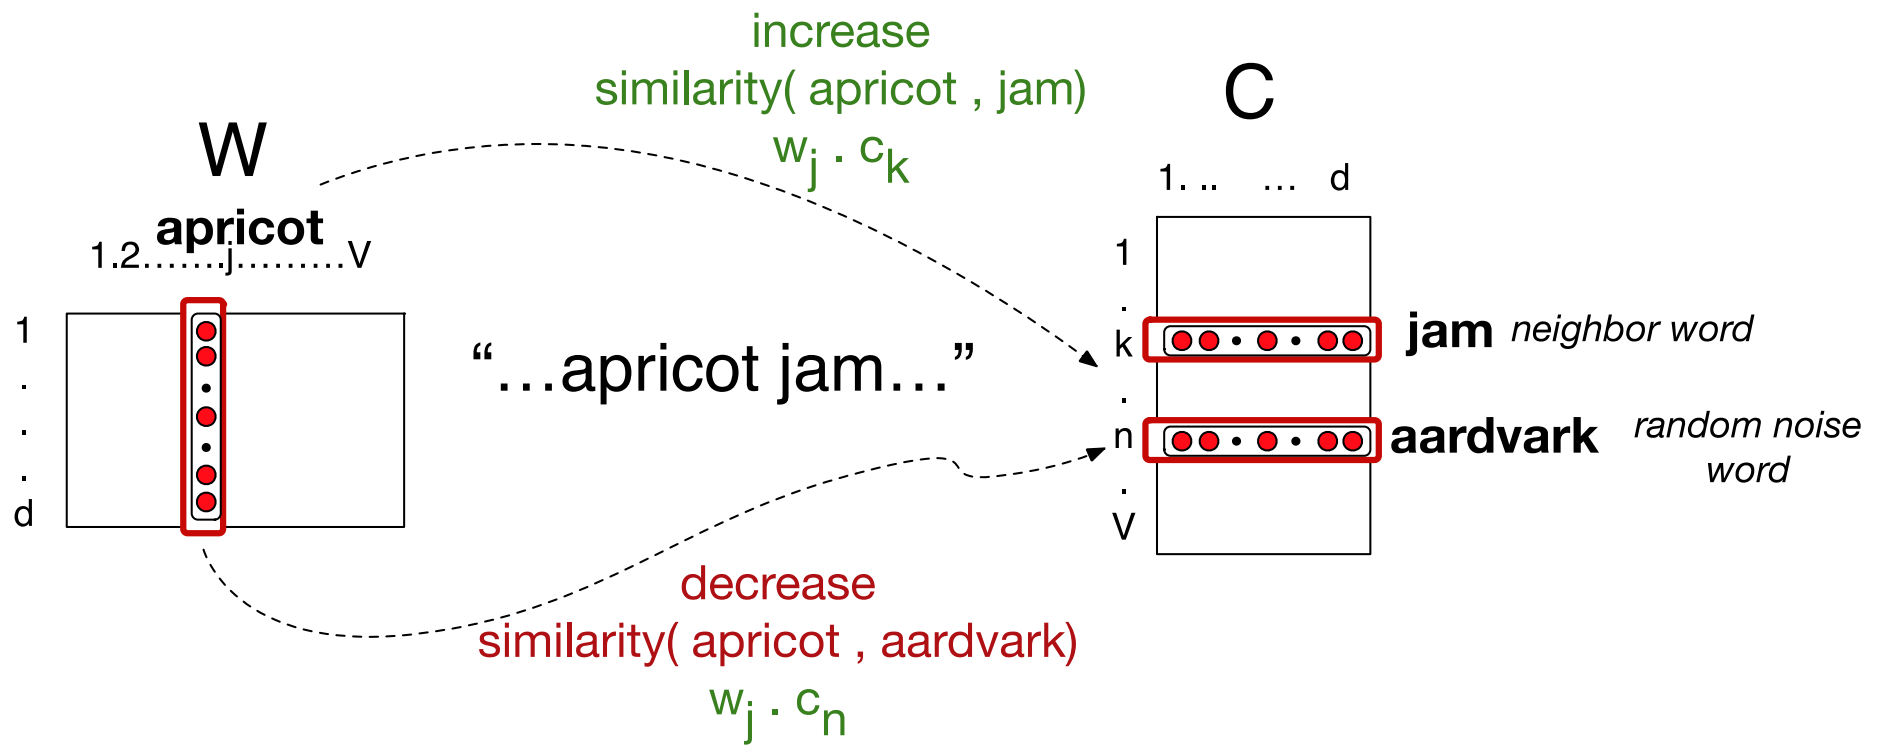 increase
similarity( apricot , jam)
wj . ck
W
apricot
1.2.......j.........V
1
.
.
.
d
“...apricot jam...”
C
1. .. ... d
1
.
k
.
n
.
V
jam neighbor word
aardvark random noise
word
decrease
similarity( apricot , aardvark)
wj . cn